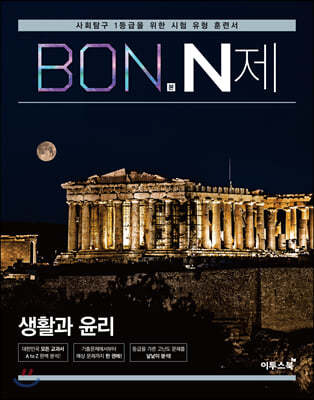 사회탐구 1등급을 위한 시험 유형 훈련서
BON.N제
본
생활과 윤리
대한민국 모든 교과서
A to Z 완벽 분석!
기출문제에서부터
예상 문제까지 한 권에!
등급을 가른 고난도 문제를
낱낱이 분석!
이투스북